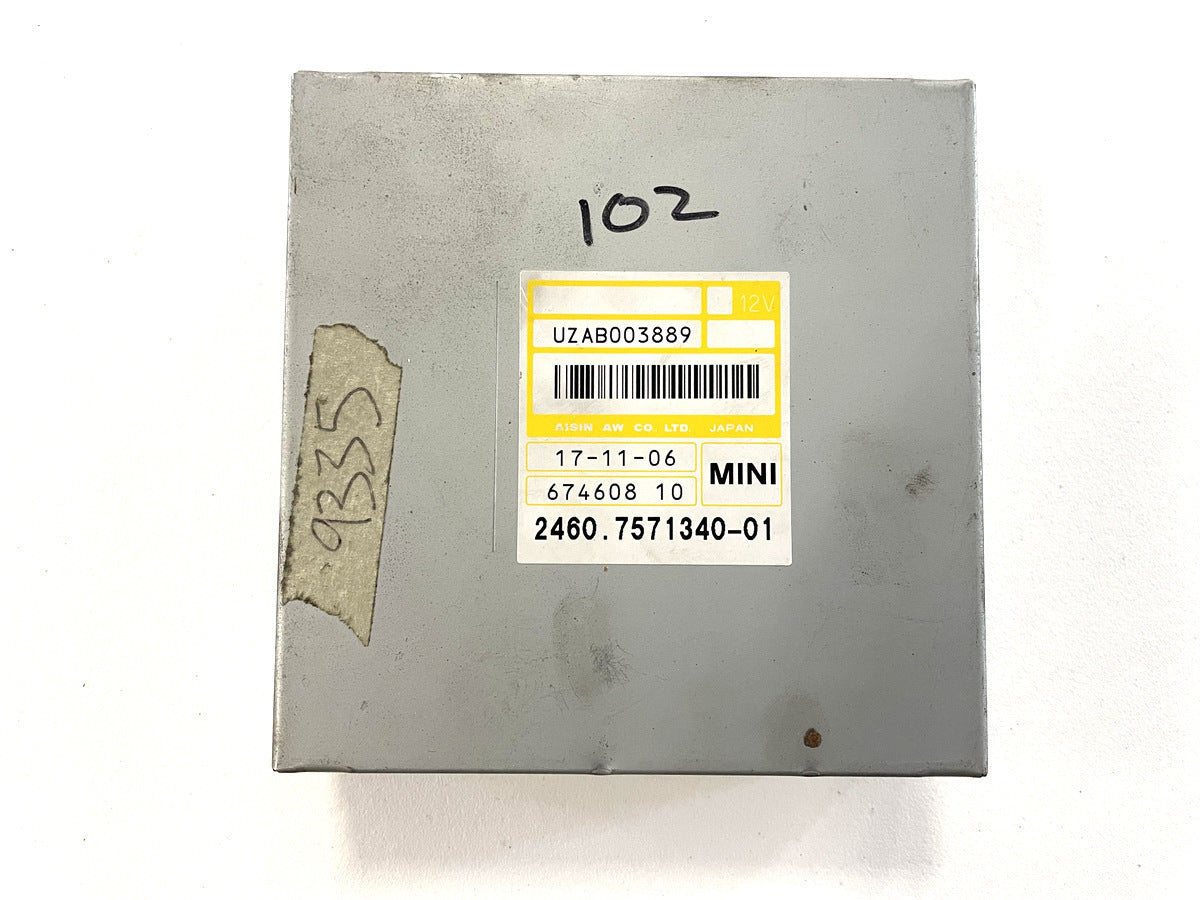 102
12V
UZAB003889
AISIN AW CO. LTD. JAPAN
17-11-06
MINI
674608 10
2460.7571340-01
9335